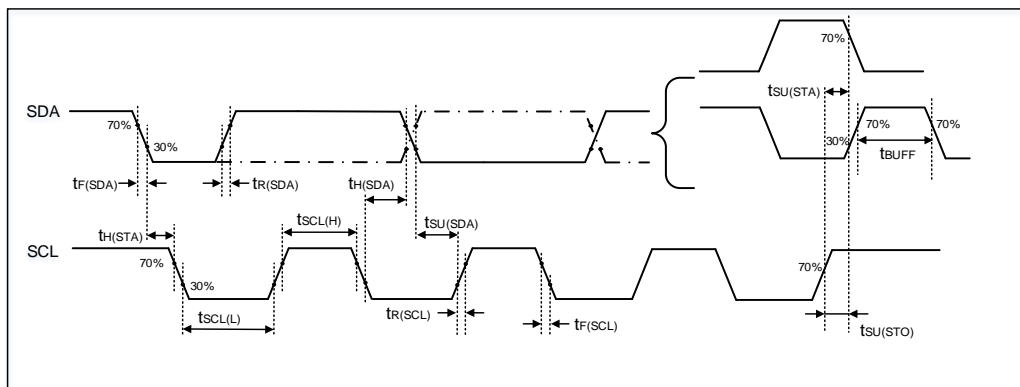 70%
tSU(STA)
SDA
70%
30%
30%
70%
70%
tBUFF
tF(SDA)
tR(SDA)
tH(SDA)
tSCL(H)
tSU(SDA)
tH(STA)
SCL
70%
30%
70%
tSCL(L)
tR(SCL)
tF(SCL)
tSU(STO)